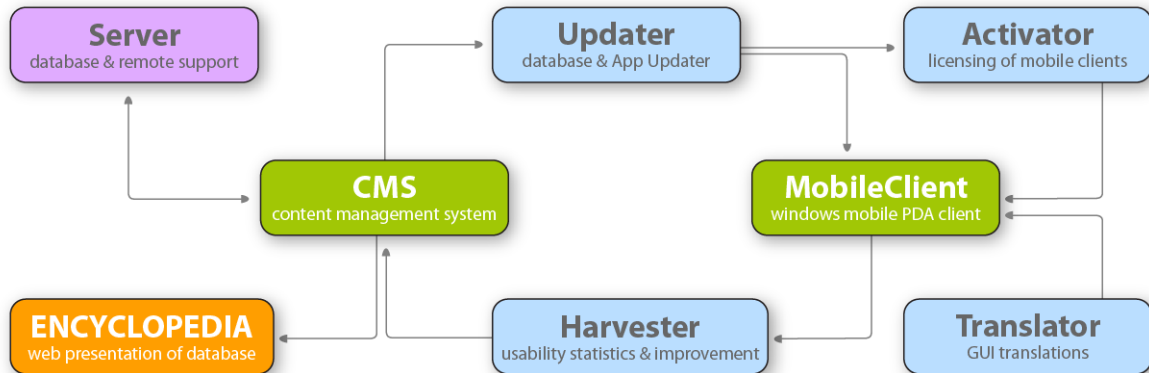 Server
database & remote support
Updater
database & App Updater
Activator
licensing of mobile clients
CMS
content management system
MobileClient
windows mobile PDA client
ENCYCLOPEDIA
web presentation of database
Harvester
usability statistics & improvement
Translator
GUI translations